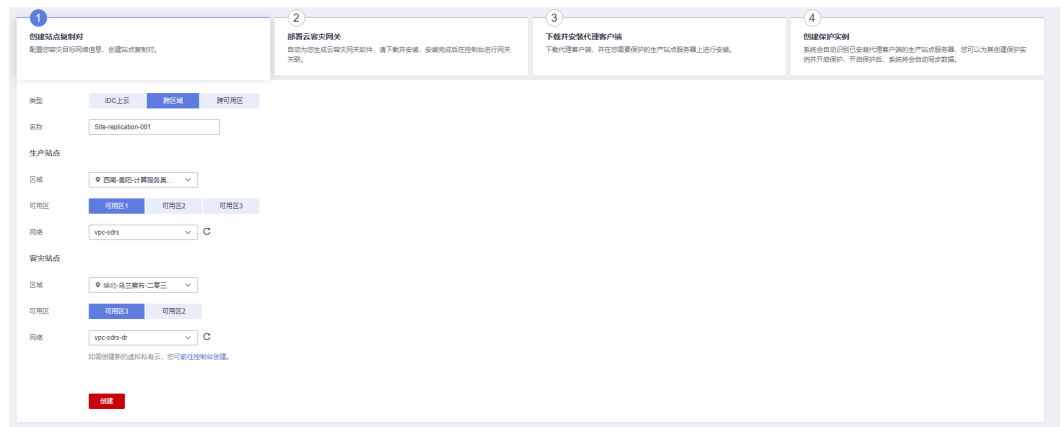 1
创建站点复制对
配置您容灾目标网络信息，创建站点复制对。
2
部署云容灾网关
自动为您生成云容灾网关软件，请下载并安装，安装完成后在控制台进行网关
关联。
3
下载并安装代理客户端
下载代理客户端，并在您需要保护的生产站点服务器上进行安装。
4
创建保护实例
系统会自动识别已安装代理客户端的生产站点服务器，您可以为其创建保护实
例并开启保护，开启保护后，系统将会自动同步数据。
类型 IDC上云 跨区域 跨可用区
名称 Site-replication-001
生产站点
区域 西南-贵阳-计算服务奥...
可用区 可用区1 可用区2 可用区3
网络 vpc-sdrs
容灾站点
区域 华北-乌兰察布-二零三
可用区 可用区3 可用区2
网络 vpc-sdrs-dr
如需创建新的虚拟私有云，您可前往控制台创建。
创建